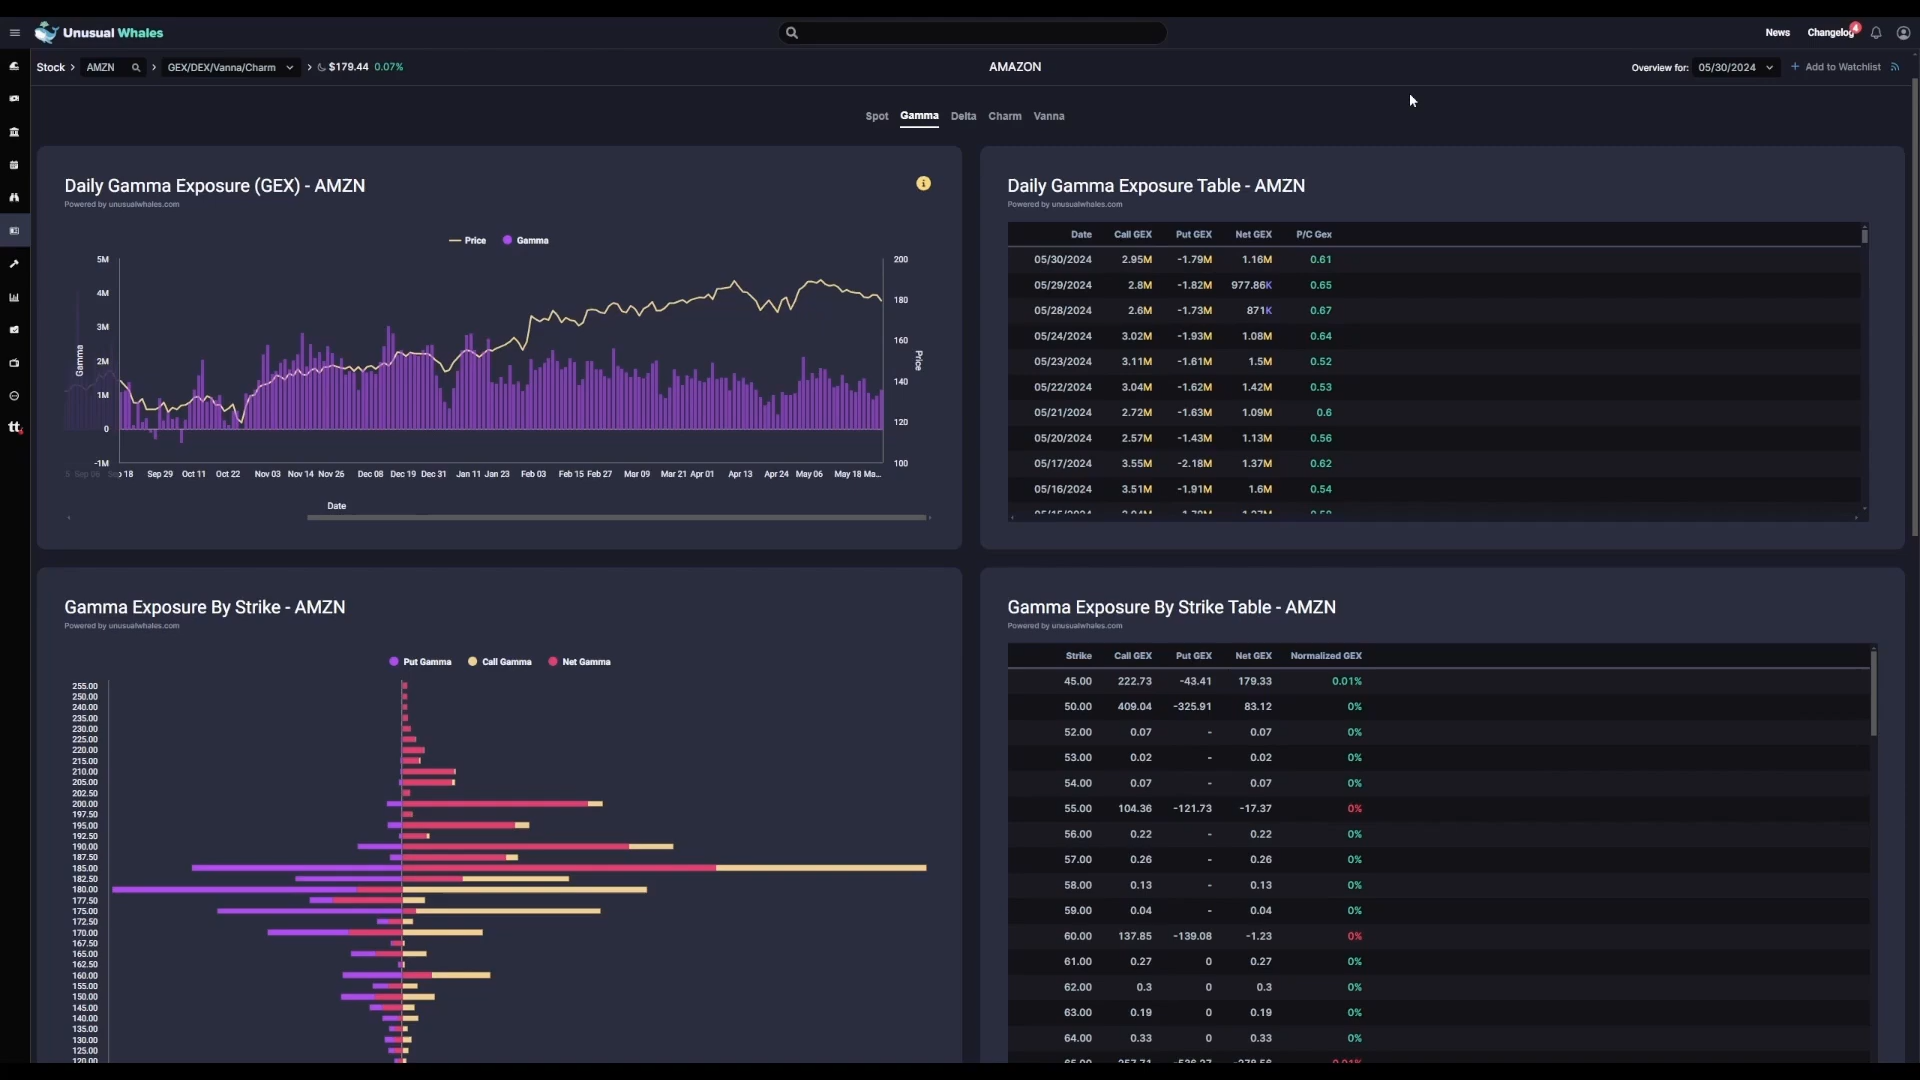 Unusual Whales
News
Changelog 4
Stock > AMZN > GEX/DEX/Vanna/Charm > $179.44 0.07%
AMAZON
Overview for: 05/30/2024 + Add to Watchlist
Spot Gamma Delta Charm Vanna
Daily Gamma Exposure (GEX) - AMZN
Powered by unusualwhales.com
Price Gamma
5M
4M
3M
2M
1M
0
-1M
Gamma
200
180
160
140
120
100
Price
Sep 29 Oct 11 Oct 22 Nov 03 Nov 14 Nov 26 Dec 08 Dec 19 Dec 31 Jan 11 Jan 23 Feb 03 Feb 15 Feb 27 Mar 09 Mar 21 Apr 01 Apr 13 Apr 24 May 06 May 18 Ma...
Date
Daily Gamma Exposure Table - AMZN
Powered by unusualwhales.com
Date Call GEX Put GEX Net GEX P/C Gex
05/30/2024 2.95M -1.79M 1.16M 0.61
05/29/2024 2.8M -1.82M 977.86K 0.65
05/28/2024 2.6M -1.73M 871K 0.67
05/24/2024 3.02M -1.93M 1.08M 0.64
05/23/2024 3.11M -1.61M 1.5M 0.52
05/22/2024 3.04M -1.62M 1.42M 0.53
05/21/2024 2.72M -1.63M 1.09M 0.6
05/20/2024 2.57M -1.43M 1.13M 0.56
05/17/2024 3.55M -2.18M 1.37M 0.62
05/16/2024 3.51M -1.91M 1.6M 0.54
Gamma Exposure By Strike - AMZN
Powered by unusualwhales.com
Put Gamma Call Gamma Net Gamma
255.00
250.00
240.00
235.00
230.00
225.00
220.00
215.00
210.00
205.00
202.50
200.00
197.50
195.00
192.50
190.00
187.50
185.00
182.50
180.00
177.50
175.00
172.50
170.00
167.50
165.00
162.50
160.00
155.00
150.00
145.00
140.00
135.00
130.00
125.00
120.00
Gamma Exposure By Strike Table - AMZN
Powered by unusualwhales.com
Strike Call GEX Put GEX Net GEX Normalized GEX
45.00 222.73 -43.41 179.33 0.01%
50.00 409.04 -325.91 83.12 0%
52.00 0.07 - 0.07 0%
53.00 0.02 - 0.02 0%
54.00 0.07 - 0.07 0%
55.00 104.36 -121.73 -17.37 0%
56.00 0.22 - 0.22 0%
57.00 0.26 - 0.26 0%
58.00 0.13 - 0.13 0%
59.00 0.04 - 0.04 0%
60.00 137.85 -139.08 -1.23 0%
61.00 0.27 0 0.27 0%
62.00 0.3 0 0.3 0%
63.00 0.19 0 0.19 0%
64.00 0.33 0 0.33 0%
tt